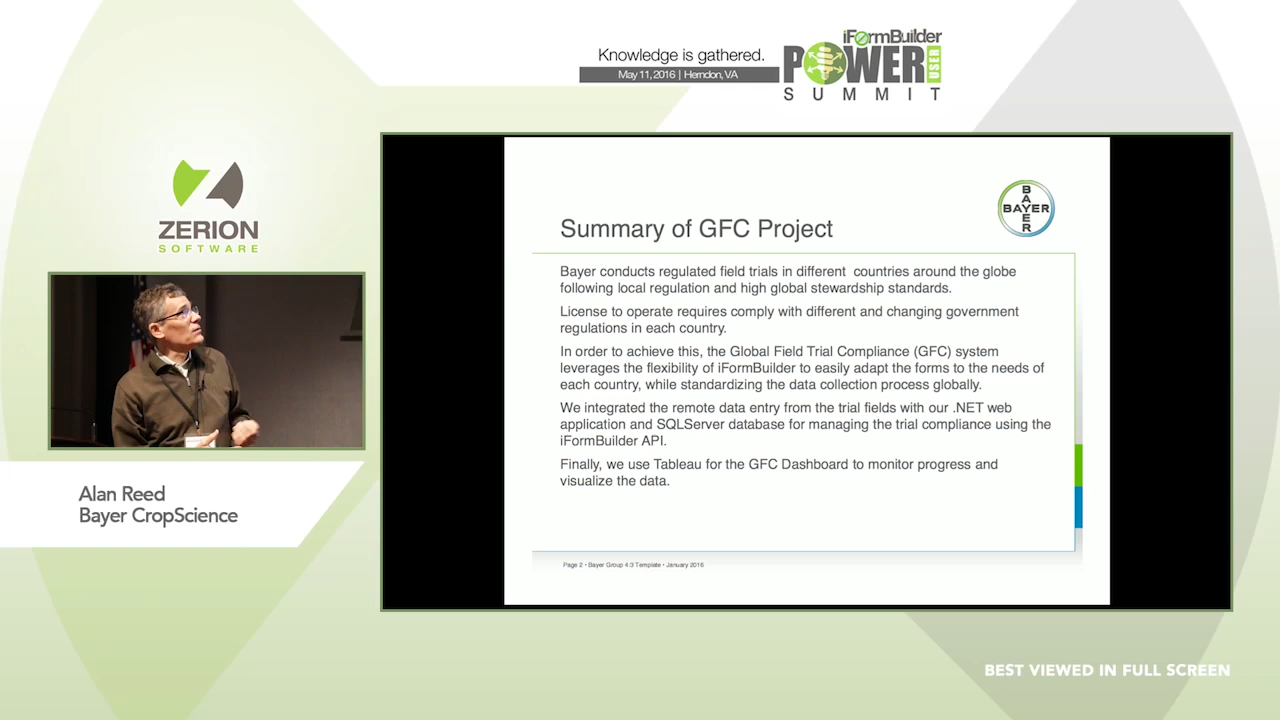 Knowledge is gathered.
May 11, 2016 | Herndon, VA
iFormBuilder
POWER
USER
SUMMIT
ZERION
SOFTWARE
Alan Reed
Bayer CropScience
BAYER
BAYER
Summary of GFC Project
Bayer conducts regulated field trials in different countries around the globe
following local regulation and high global stewardship standards.
License to operate requires comply with different and changing government
regulations in each country.
In order to achieve this, the Global Field Trial Compliance (GFC) system
leverages the flexibility of iFormBuilder to easily adapt the forms to the needs of
each country, while standardizing the data collection process globally.
We integrated the remote data entry from the trial fields with our .NET web
application and SQLServer database for managing the trial compliance using the
iFormBuilder API.
Finally, we use Tableau for the GFC Dashboard to monitor progress and
visualize the data.
Page 2 • Bayer Group 4:3 Template • January 2016
BEST VIEWED IN FULL SCREEN